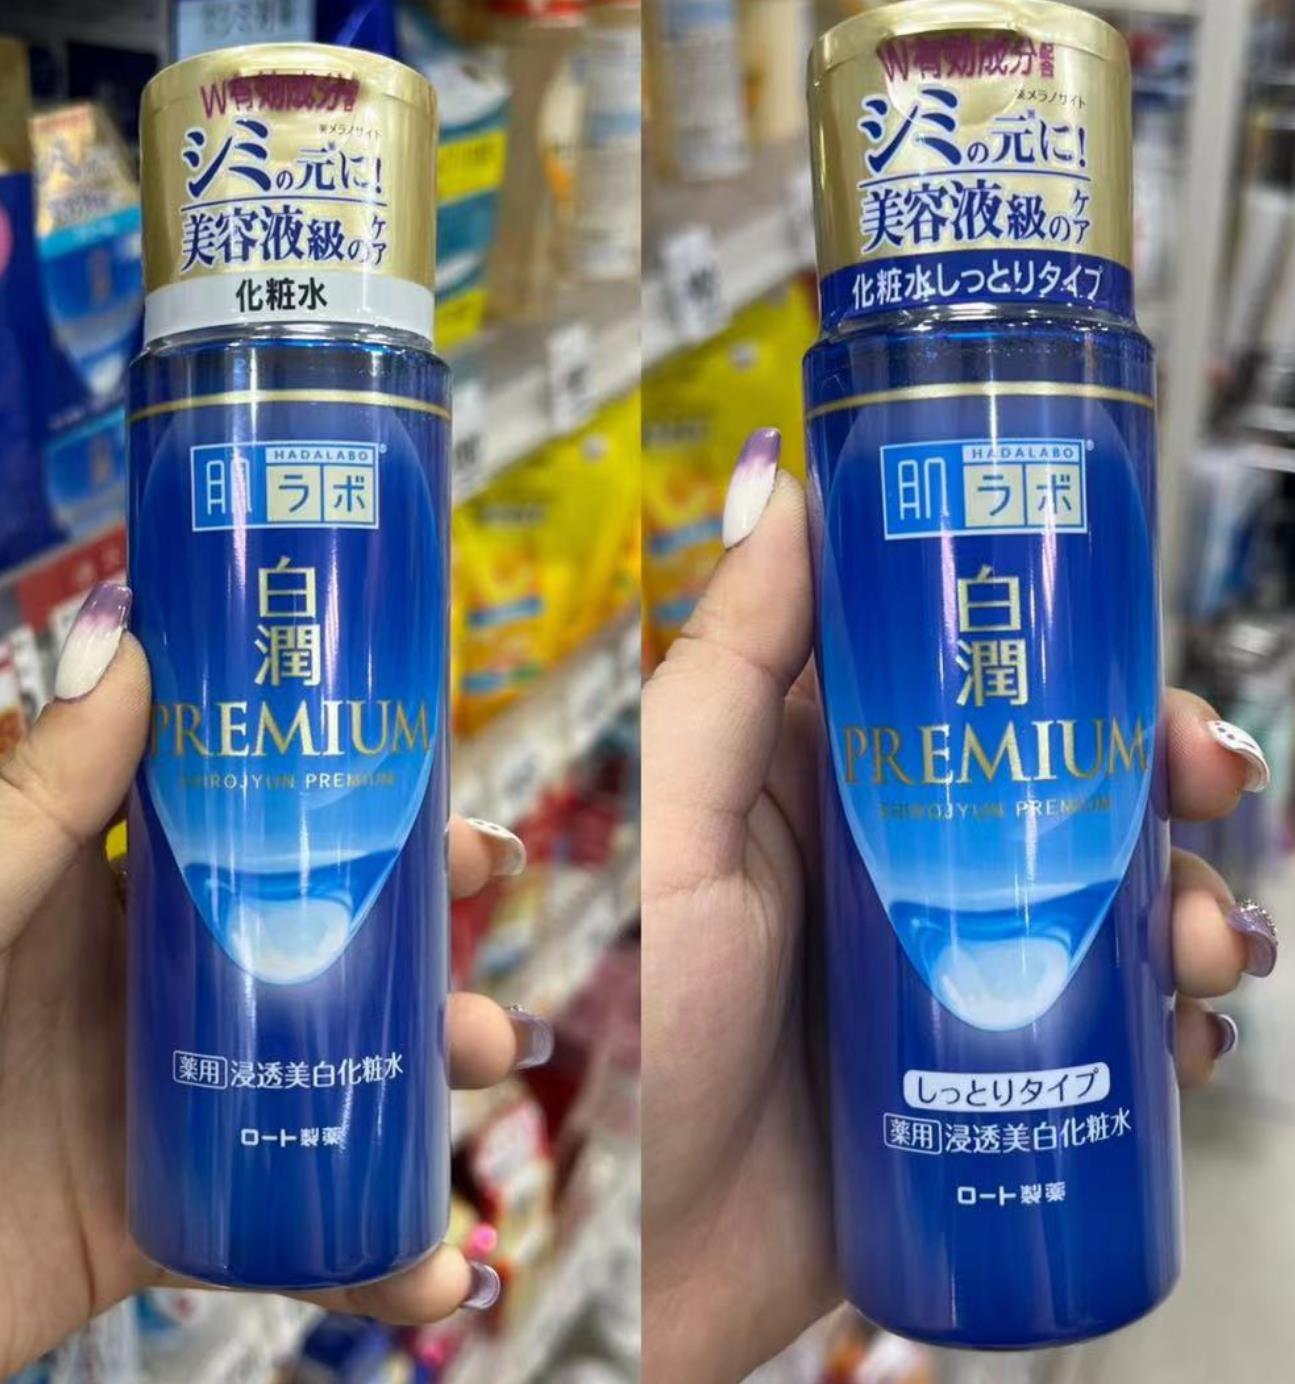 W有効成分配合
※メラノサイト
シミの元に!
美容液級のケア
化粧水
HADALABO
肌ラボ
白潤
PREMIUM
SHIROJYUN PREMIUM
薬用 浸透美白化粧水
ロート製薬
W有効成分配合
※メラノサイト
シミの元に!
美容液級のケア
化粧水しっとりタイプ
HADALABO
肌ラボ
白潤
PREMIUM
SHIROJYUN PREMIUM
しっとりタイプ
薬用 浸透美白化粧水
ロート製薬